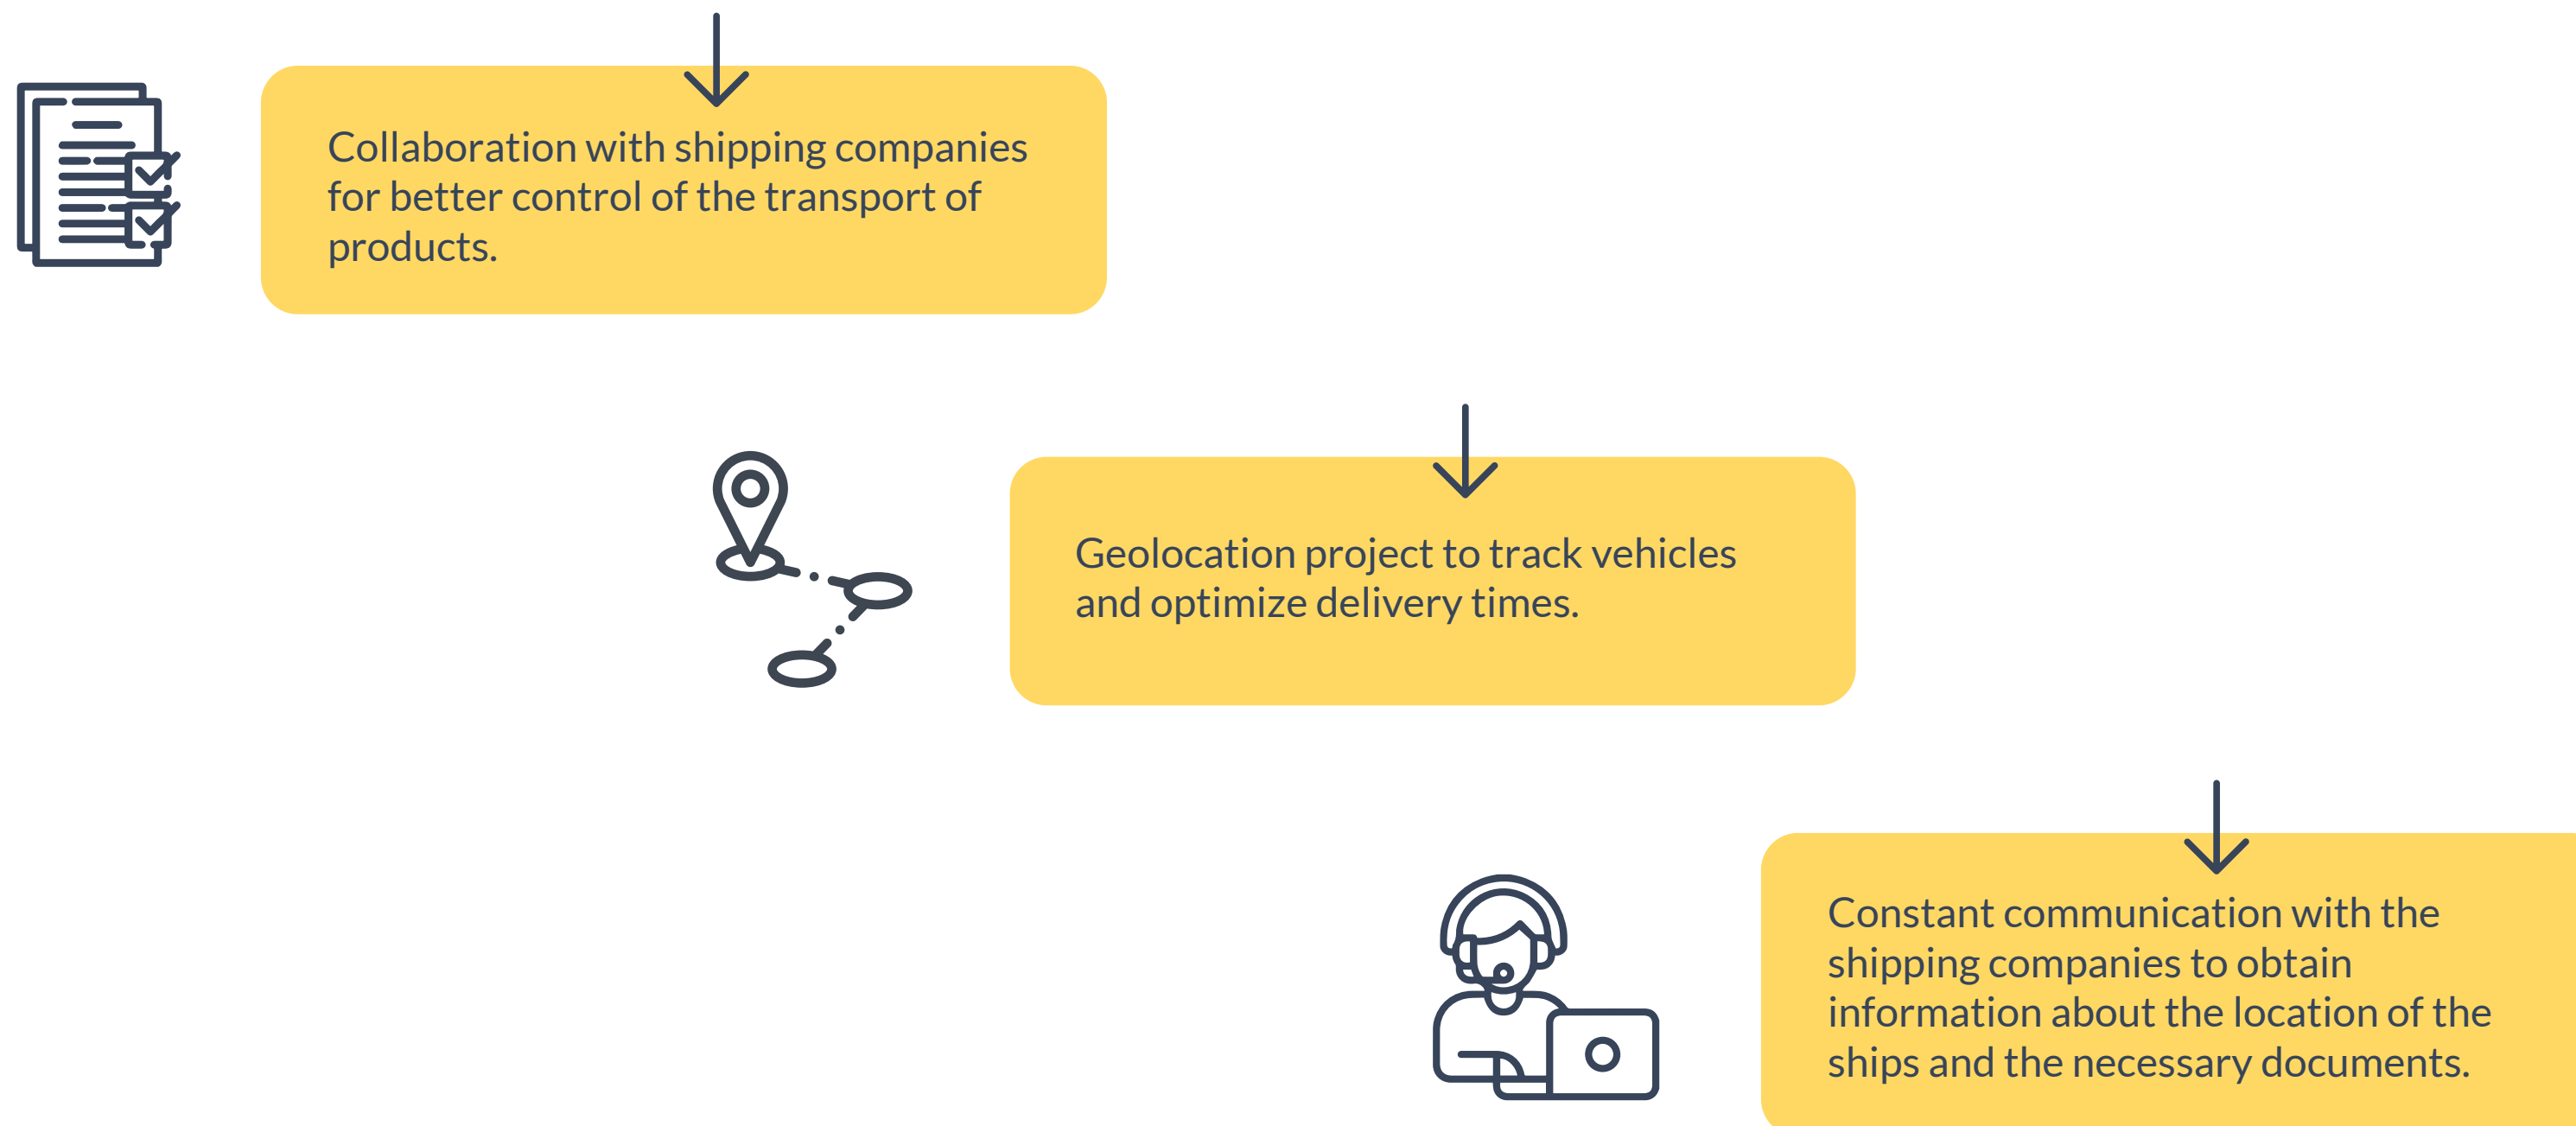 Collaboration with shipping companies
for better control of the transport of
products.
Geolocation project to track vehicles
and optimize delivery times.
Constant communication with the
shipping companies to obtain
information about the location of the
ships and the necessary documents.